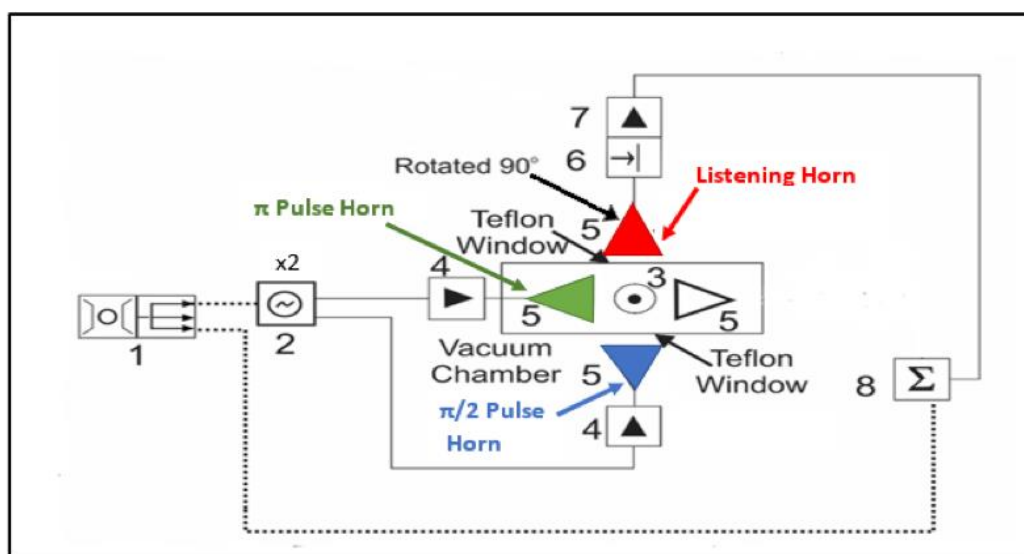 7
6
Rotated 90°
Listening Horn
π Pulse Horn
5
Teflon
Window
x2
4
3
5
5
1
2
Vacuum
Chamber
5
Teflon
Window
π/2 Pulse
Horn
4
8
Σ